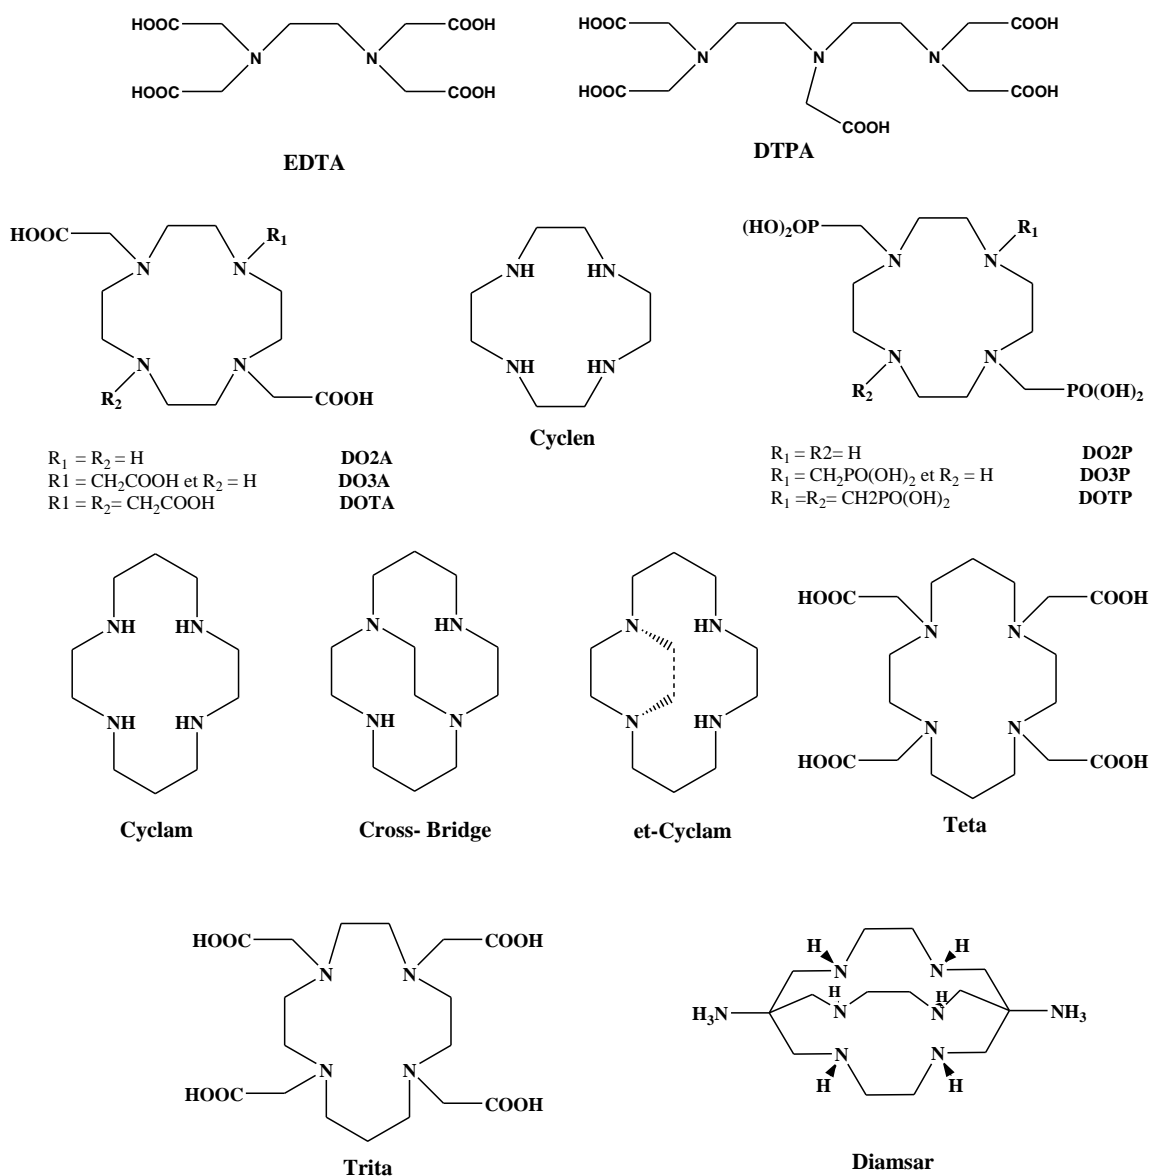 HOOC COOH HOOC COOH
N N N N N
HOOC COOH HOOC COOH
COOH
EDTA DTPA
HOOC R1 (HO)2OP R1
N N NH HN N N
N N NH HN N N
R2 COOH R2 PO(OH)2
Cyclen
R1 = R2 = H DO2A R1 = R2= H DO2P
R1 = CH2COOH et R2 = H DO3A R1 = CH2PO(OH)2 et R2 = H DO3P
R1 = R2= CH2COOH DOTA R1 =R2= CH2PO(OH)2 DOTP
HOOC COOH
NH HN N HN N HN N N
NH HN NH N N HN N N
HOOC COOH
Cyclam Cross- Bridge et-Cyclam Teta
HOOC COOH H H
N N N N
H H
H3N N N NH3
N N N N
HOOC COOH H H
Trita Diamsar